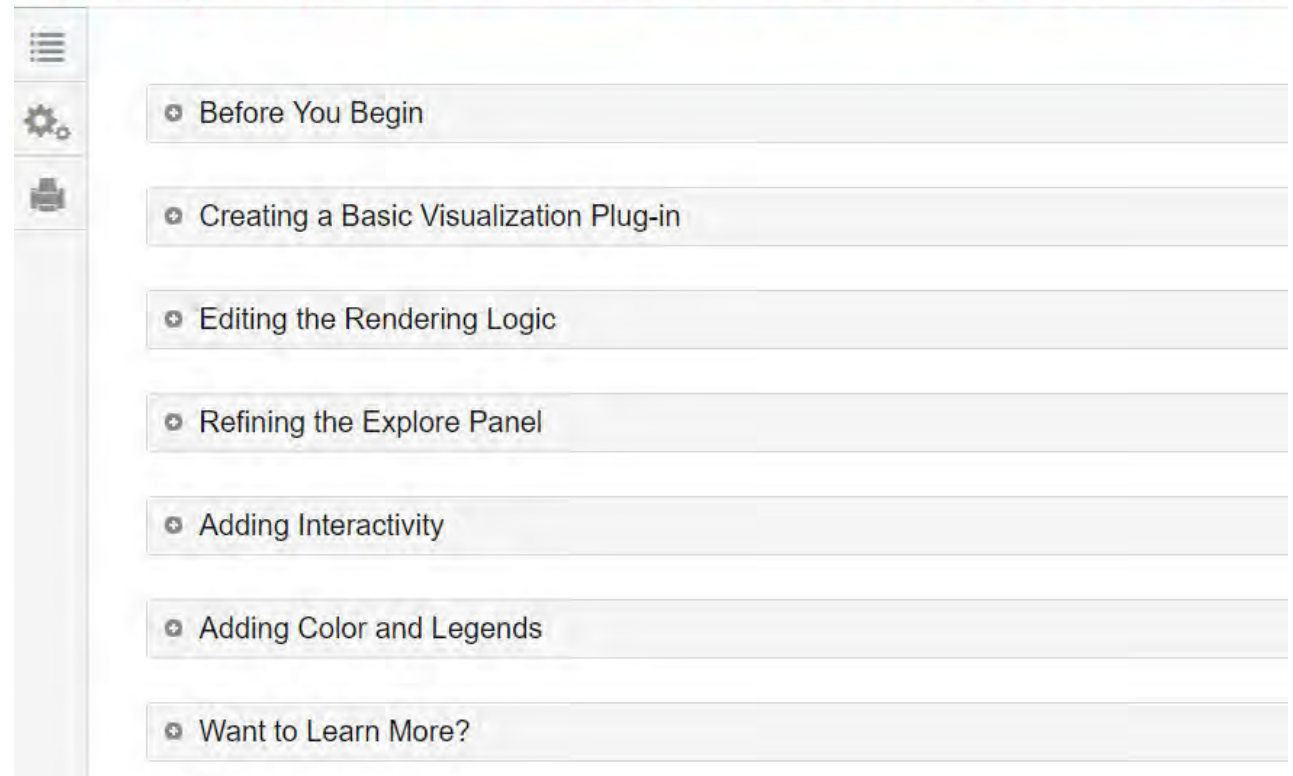 Before You Begin
Creating a Basic Visualization Plug-in
Editing the Rendering Logic
Refining the Explore Panel
Adding Interactivity
Adding Color and Legends
Want to Learn More?